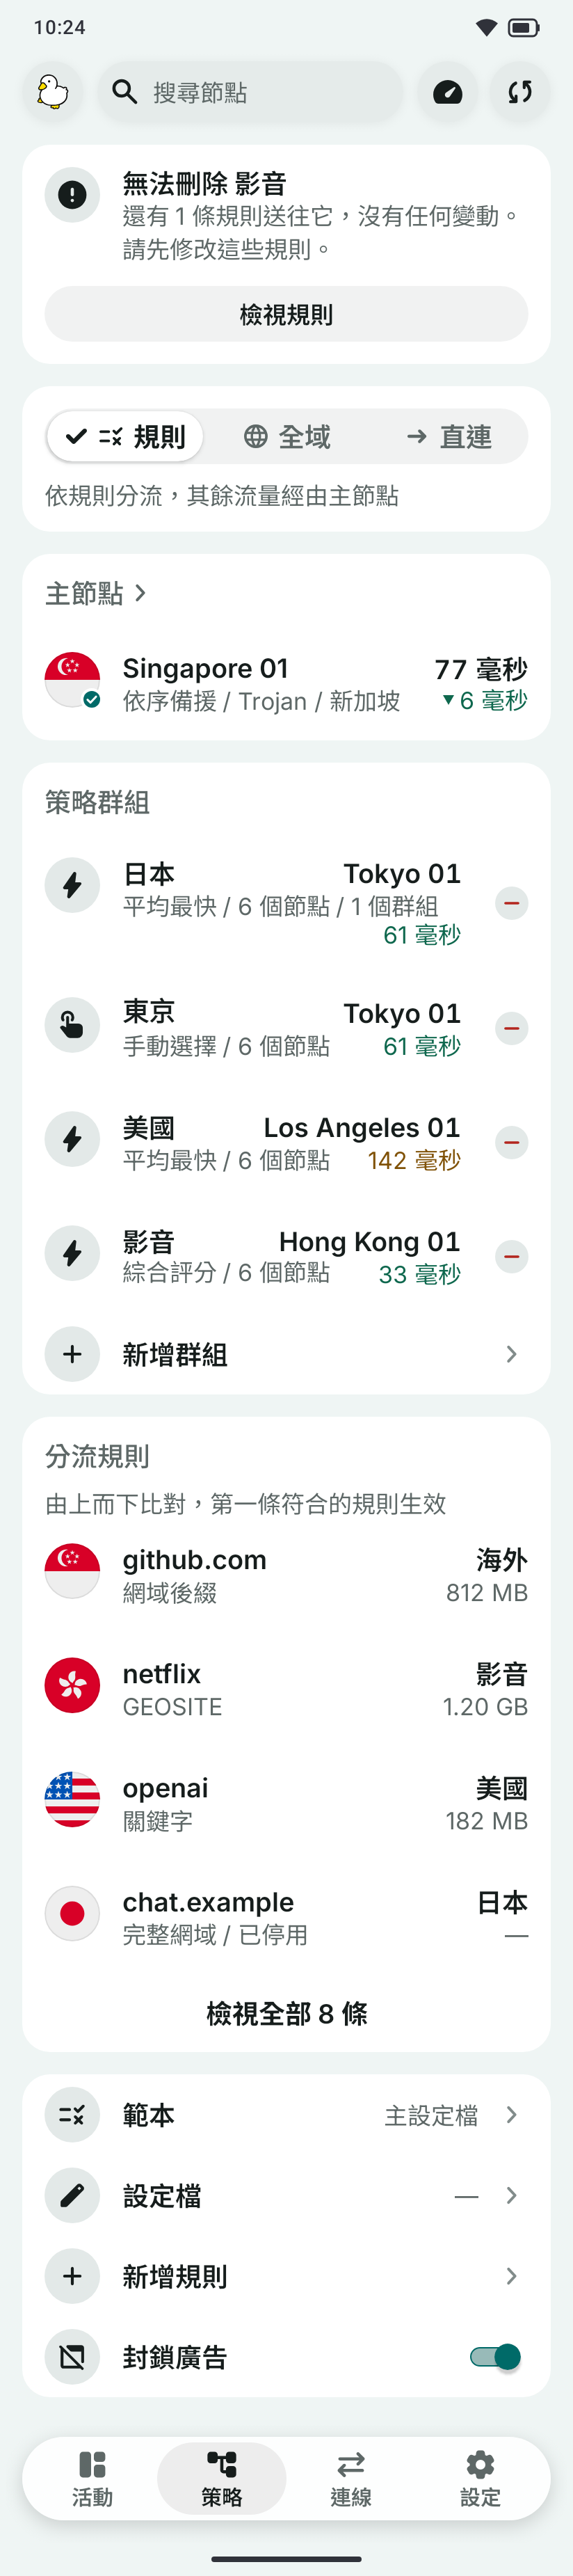 10:24
搜尋節點
無法刪除 影音
還有 1 條規則送往它，沒有任何變動。
請先修改這些規則。
檢視規則
規則 全域 直連
依規則分流，其餘流量經由主節點
主節點
Singapore 01 77 毫秒
依序備援 / Trojan / 新加坡 ▼6 毫秒
策略群組
日本 Tokyo 01
平均最快 / 6 個節點 / 1 個群組
61 毫秒
東京 Tokyo 01
手動選擇 / 6 個節點 61 毫秒
美國 Los Angeles 01
平均最快 / 6 個節點 142 毫秒
影音 Hong Kong 01
綜合評分 / 6 個節點 33 毫秒
新增群組
分流規則
由上而下比對，第一條符合的規則生效
github.com 海外
網域後綴 812 MB
netflix 影音
GEOSITE 1.20 GB
openai 美國
關鍵字 182 MB
chat.example 日本
完整網域 / 已停用 —
檢視全部 8 條
範本 主設定檔
設定檔 —
新增規則
封鎖廣告
活動 策略 連線 設定